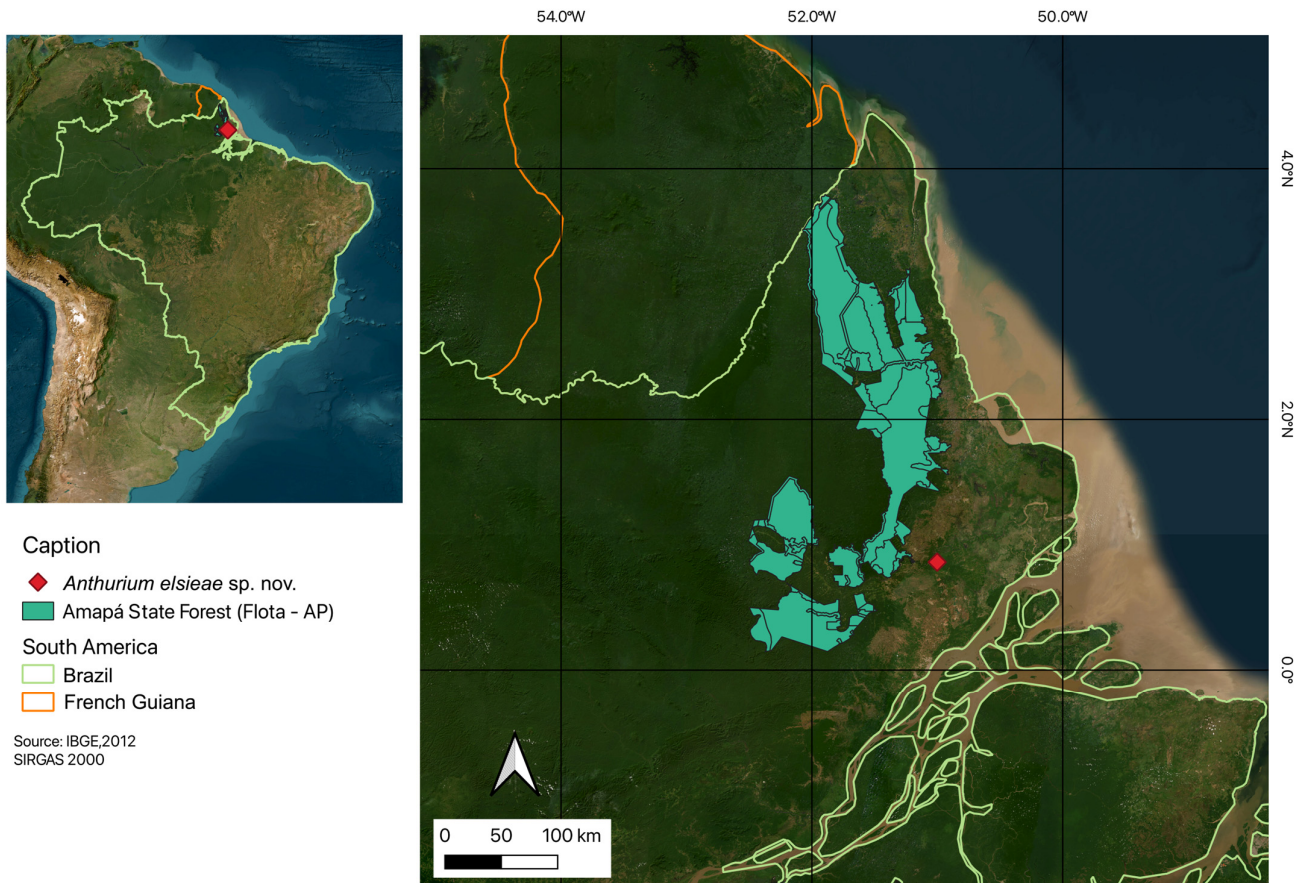 54.0°W 52.0°W 50.0°W
4.0°N
2.0°N
0.0°
Caption
Anthurium elsieae sp. nov.
Amapá State Forest (Flota - AP)
South America
Brazil
French Guiana
Source: IBGE,2012
SIRGAS 2000
0 50 100 km